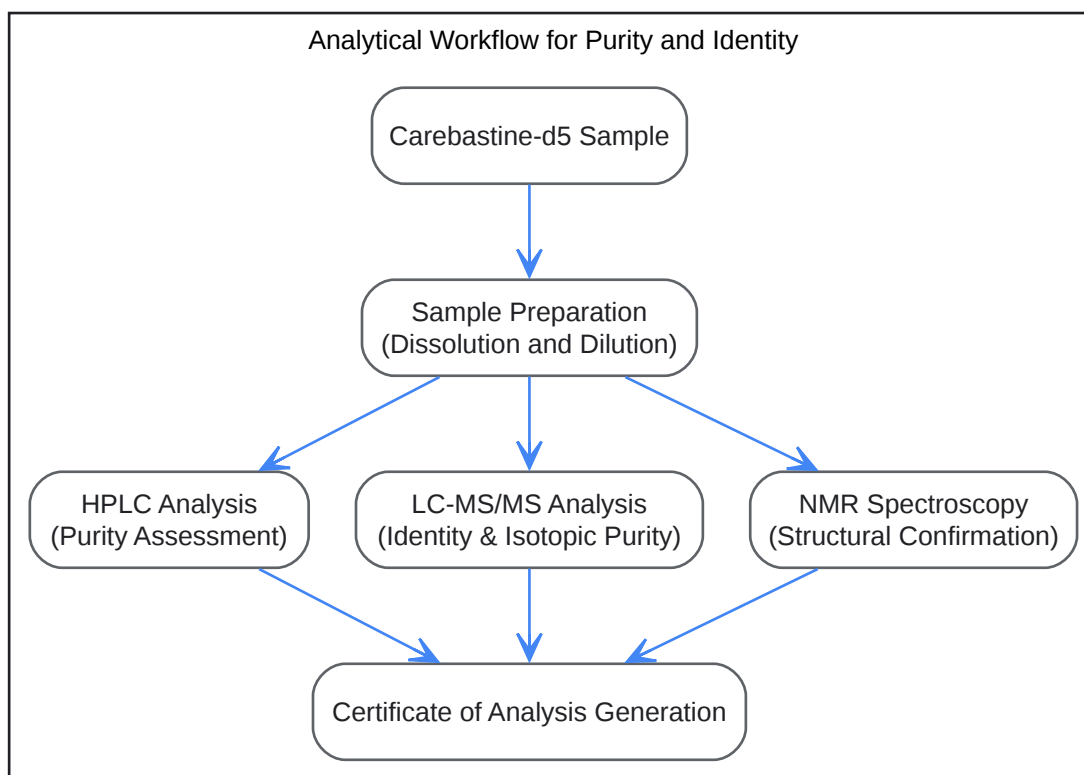 Analytical Workflow for Purity and Identity
Carebastine-d5 Sample
Sample Preparation
(Dissolution and Dilution)
HPLC Analysis
(Purity Assessment)
LC-MS/MS Analysis
(Identity & Isotopic Purity)
NMR Spectroscopy
(Structural Confirmation)
Certificate of Analysis Generation